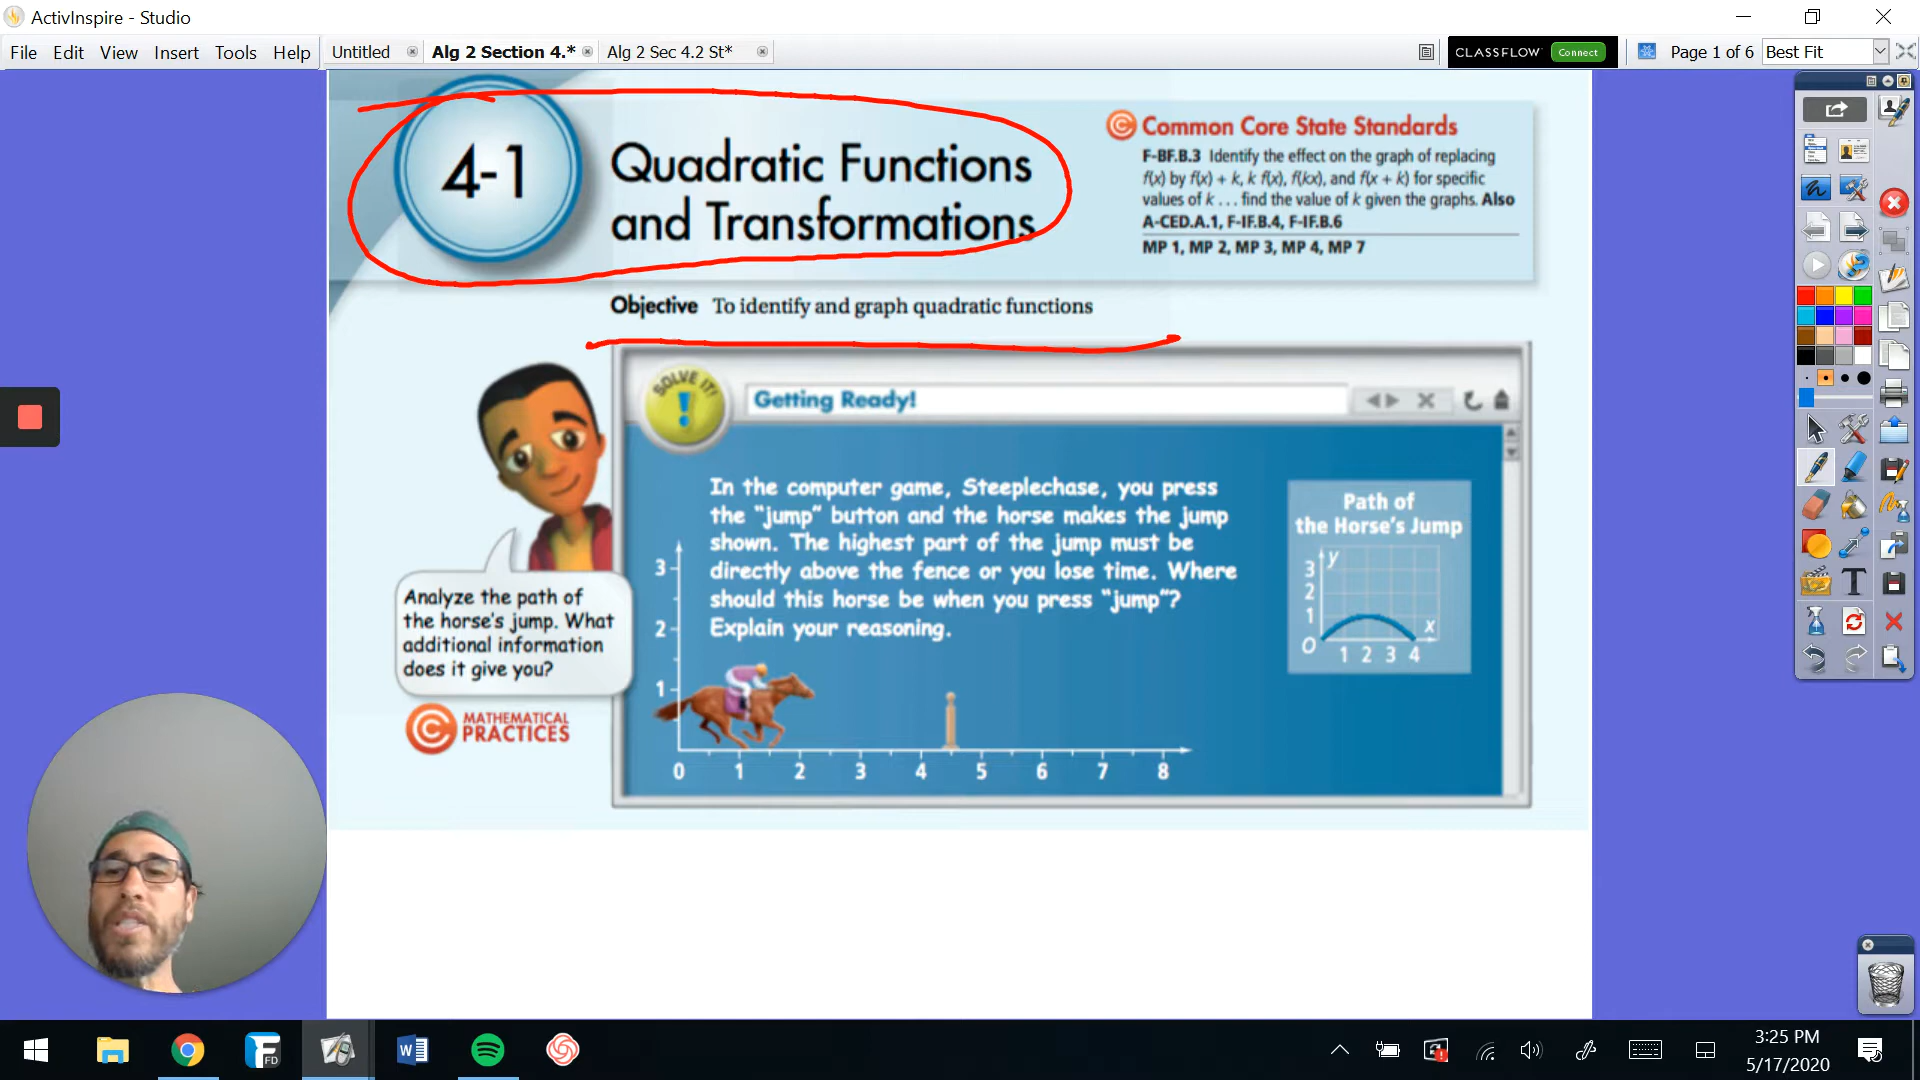 ActivInspire - Studio
File Edit View Insert Tools Help
Untitled
Alg 2 Section 4.*
Alg 2 Sec 4.2 St*
CLASSFLOW Connect
Page 1 of 6
Best Fit
4-1
Quadratic Functions
and Transformations
Common Core State Standards
F-BF.B.3 Identify the effect on the graph of replacing
f(x) by f(x) + k, k f(x), f(kx), and f(x + k) for specific
values of k . . . find the value of k given the graphs. Also
A-CED.A.1, F-IF.B.4, F-IF.B.6
MP 1, MP 2, MP 3, MP 4, MP 7
Objective To identify and graph quadratic functions
SOLVE IT!
Getting Ready!
In the computer game, Steeplechase, you press
the "jump" button and the horse makes the jump
shown. The highest part of the jump must be
directly above the fence or you lose time. Where
should this horse be when you press "jump"?
Explain your reasoning.
3
2
1
0 1 2 3 4 5 6 7 8
Path of
the Horse's Jump
y
3
2
1
x
O
1 2 3 4
Analyze the path of
the horse's jump. What
additional information
does it give you?
MATHEMATICAL
PRACTICES
FD
3:25 PM
5/17/2020